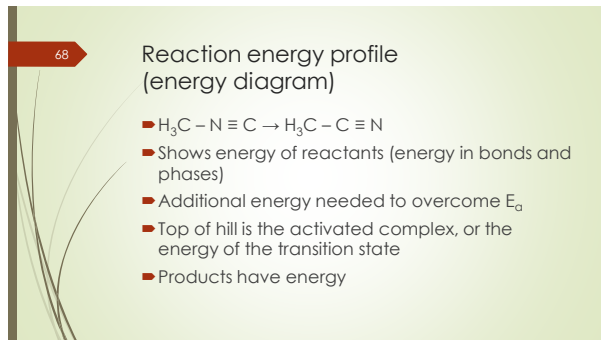 68
Reaction energy profile
(energy diagram)
H₃C – N ≡ C → H₃C – C ≡ N
Shows energy of reactants (energy in bonds and
phases)
Additional energy needed to overcome Eₐ
Top of hill is the activated complex, or the
energy of the transition state
Products have energy